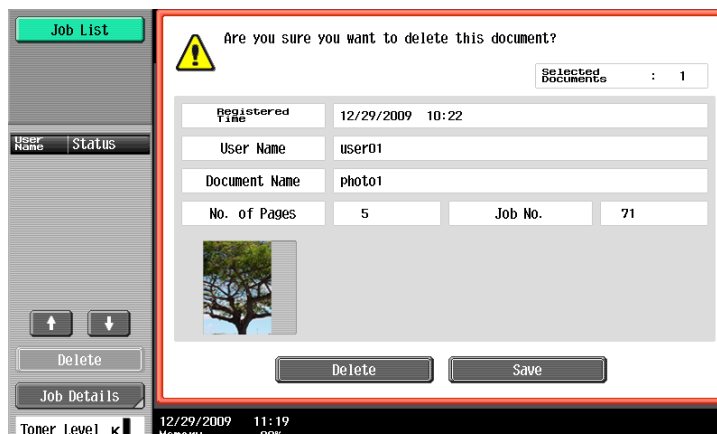 Job List
User Name Status
Delete
Job Details
Toner Level K
Are you sure you want to delete this document?
Selected Documents : 1
Registered Time 12/29/2009 10:22
User Name user01
Document Name photo1
No. of Pages 5 Job No. 71
Delete Save
12/29/2009 11:19